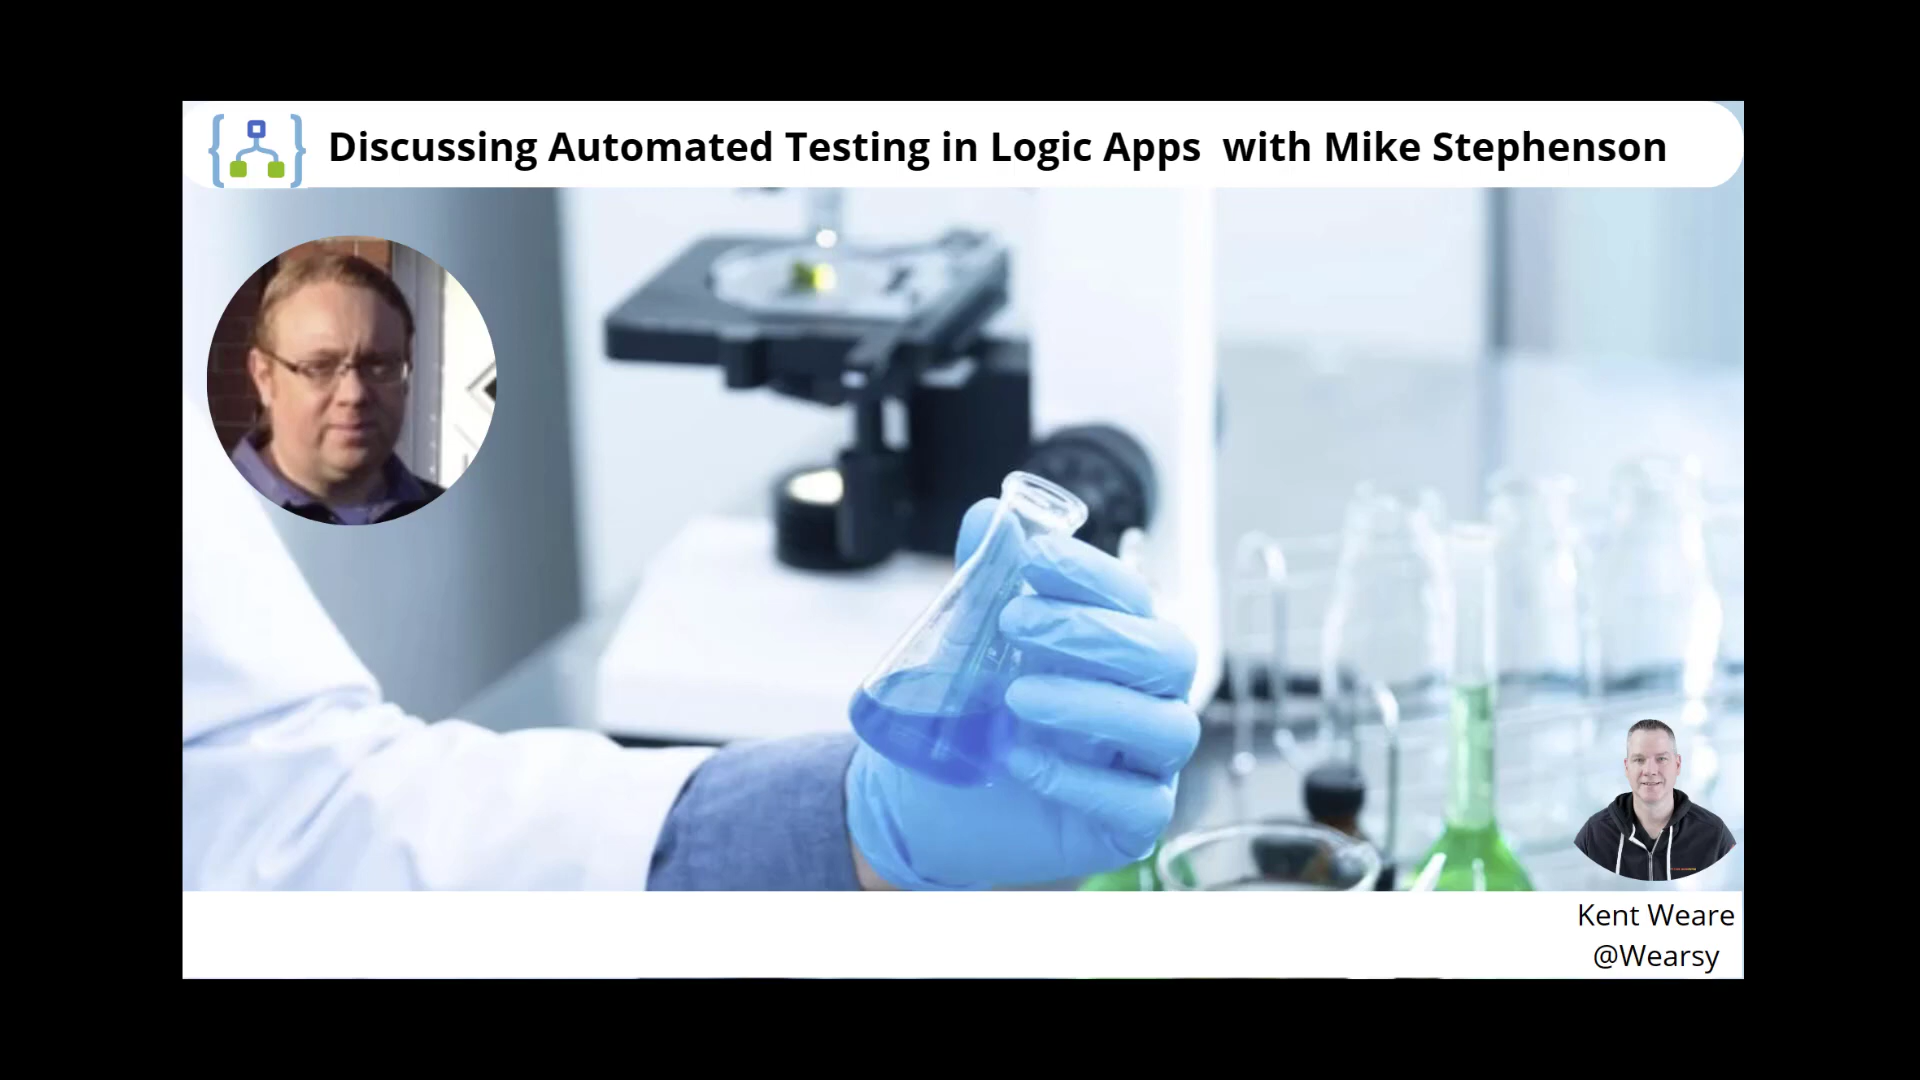 Discussing Automated Testing in Logic Apps  with Mike Stephenson
Kent Weare
@Wearsy